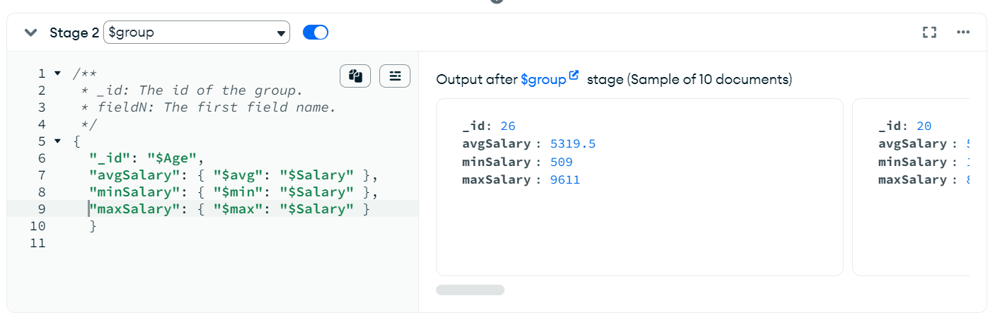 Stage 2 $group
1 /**
2 * _id: The id of the group.
3 * fieldN: The first field name.
4 */
5 {
6 "_id": "$Age",
7 "avgSalary": { "$avg": "$Salary" },
8 "minSalary": { "$min": "$Salary" },
9 "maxSalary": { "$max": "$Salary" }
10 }
11
Output after $group stage (Sample of 10 documents)
_id: 26
avgSalary : 5319.5
minSalary : 509
maxSalary : 9611
_id: 20
avgSalary :
minSalary :
maxSalary :